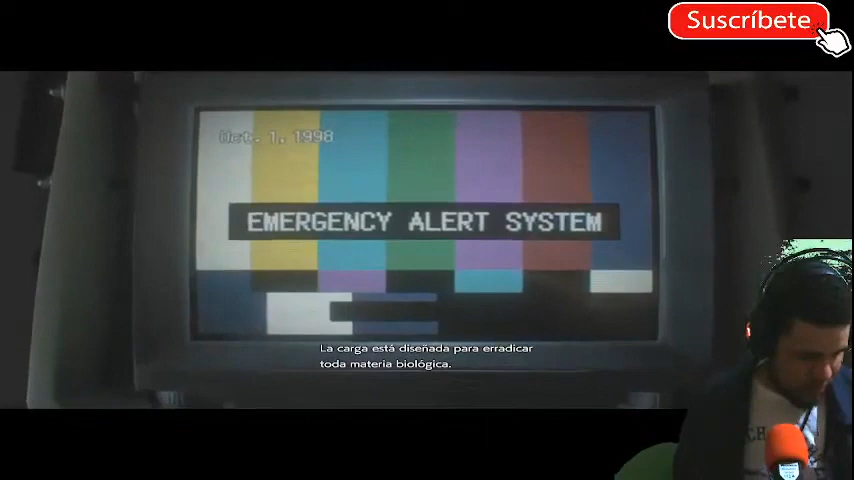 Suscríbete
Oct. 1, 1998
EMERGENCY ALERT SYSTEM
La carga está diseñada para erradicar
toda materia biológica.